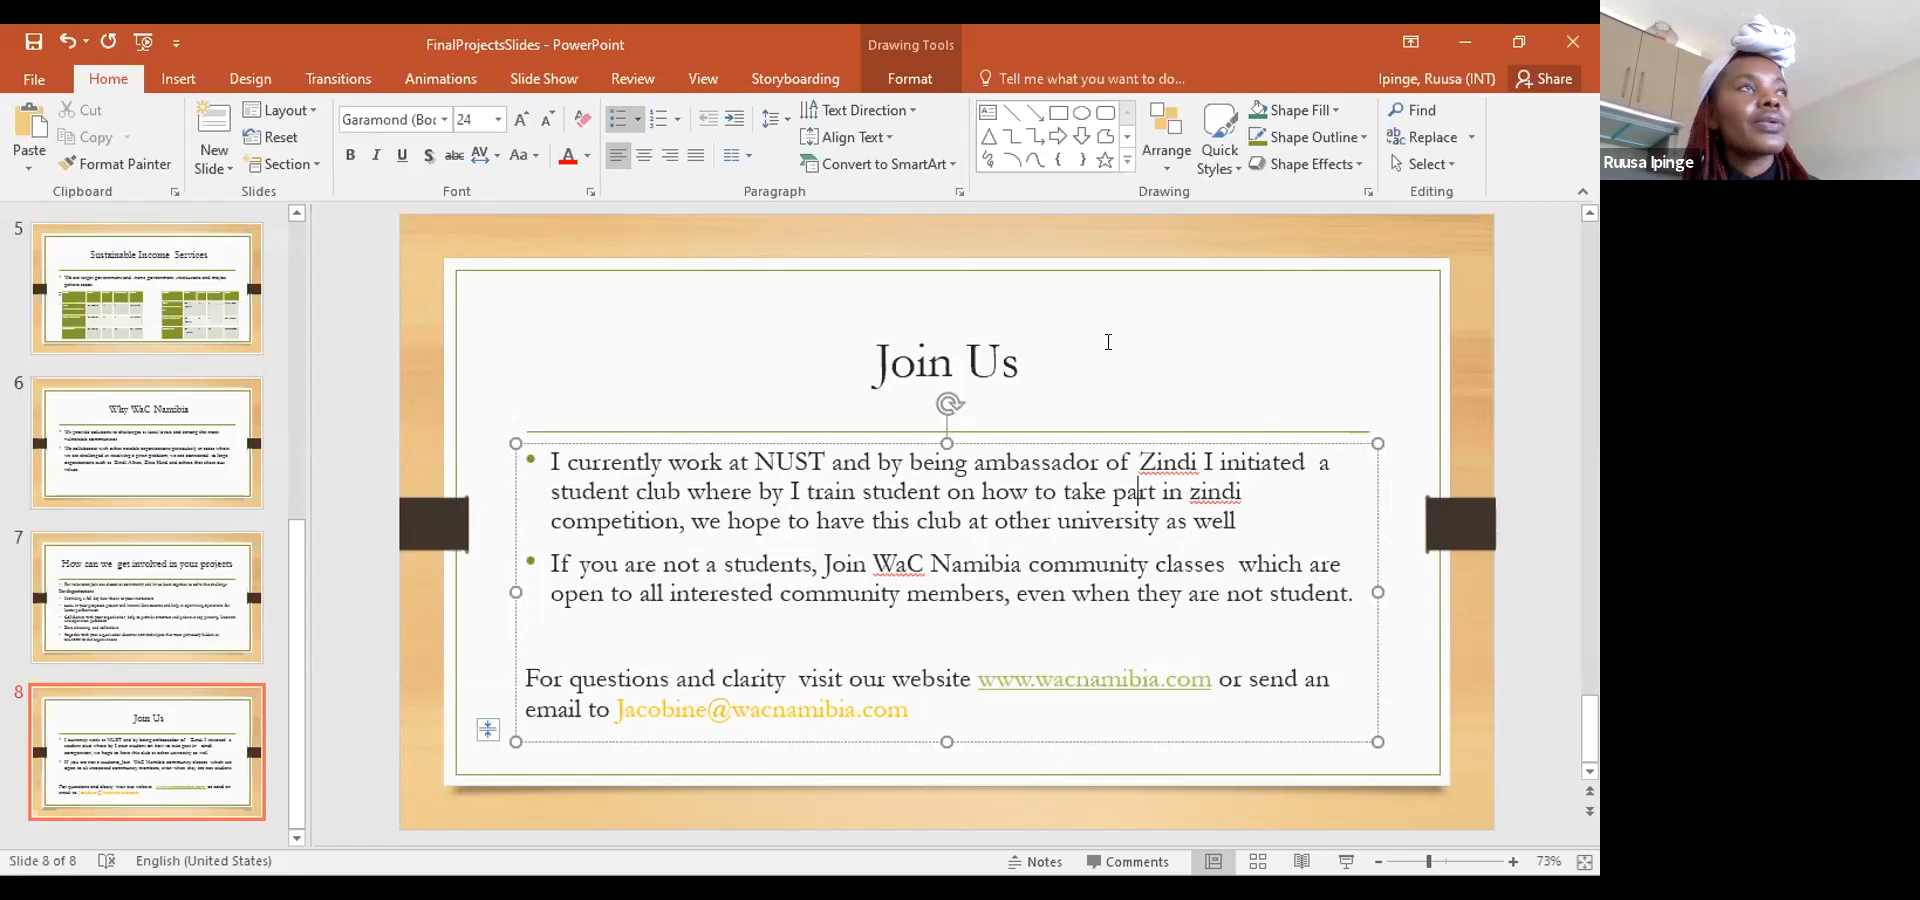 FinalProjectsSlides - PowerPoint
Drawing Tools
File Home Insert Design Transitions Animations Slide Show Review View Storyboarding Format Tell me what you want to do... Ipinge, Ruusa (INT) Share
Paste
Cut
Copy
Format Painter
Clipboard
New Slide
Layout
Reset
Section
Slides
Garamond (Boc 24
B I U S abc AV Aa A
Font
Text Direction
Align Text
Convert to SmartArt
Paragraph
Arrange
Quick Styles
Shape Fill
Shape Outline
Shape Effects
Drawing
Find
Replace
Select
Editing
Ruusa Ipinge
5
Sustainable Income Services
6
Why WaC Namibia
7
How can we get involved in your projects
8
Join Us
Join Us
I currently work at NUST and by being ambassador of Zindi I initiated a
student club where by I train student on how to take part in zindi
competition, we hope to have this club at other university as well
If you are not a students, Join WaC Namibia community classes which are
open to all interested community members, even when they are not student.
For questions and clarity visit our website www.wacnamibia.com or send an
email to Jacobine@wacnamibia.com
Slide 8 of 8 English (United States) Notes Comments 73%